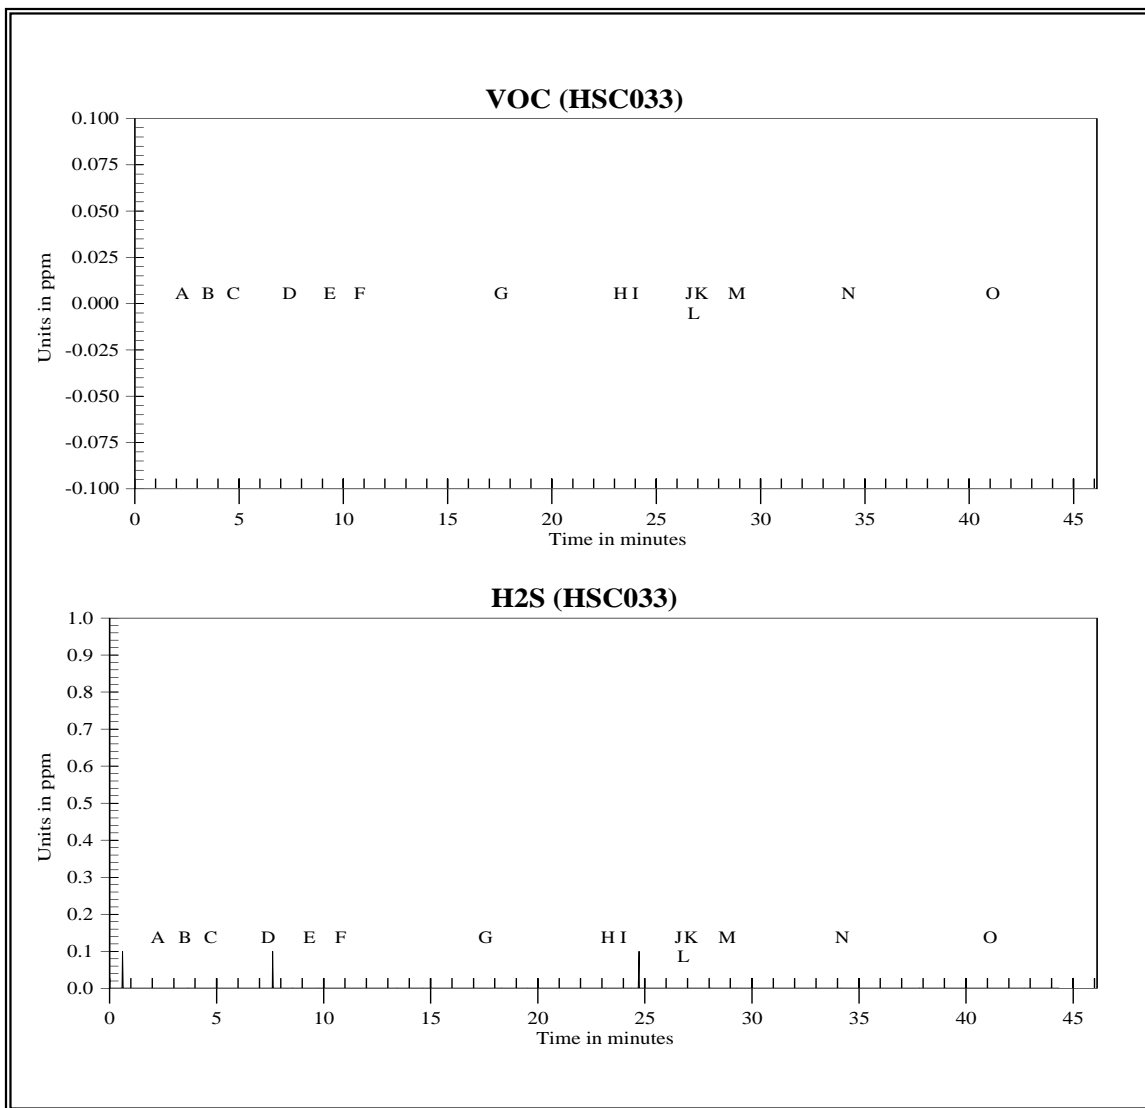 VOC (HSC033)
0.100
0.075
0.050
0.025
0.000
-0.025
-0.050
-0.075
-0.100
Units in ppm
A B C D E F G H I J K M N O
L
0 5 10 15 20 25 30 35 40 45
Time in minutes
H2S (HSC033)
1.0
0.9
0.8
0.7
0.6
0.5
0.4
0.3
0.2
0.1
0.0
Units in ppm
A B C D E F G H I J K M N O
L
0 5 10 15 20 25 30 35 40 45
Time in minutes